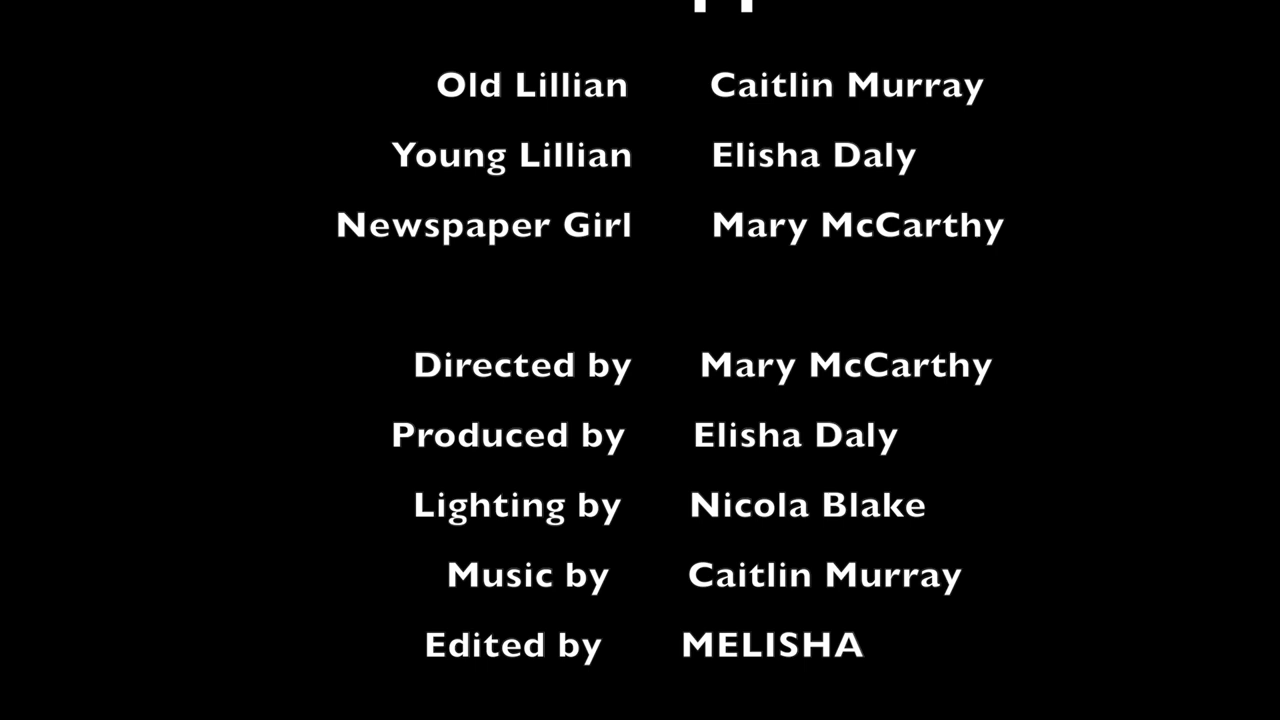 Old Lillian Caitlin Murray
Young Lillian Elisha Daly
Newspaper Girl Mary McCarthy
Directed by Mary McCarthy
Produced by Elisha Daly
Lighting by Nicola Blake
Music by Caitlin Murray
Edited by MELISHA